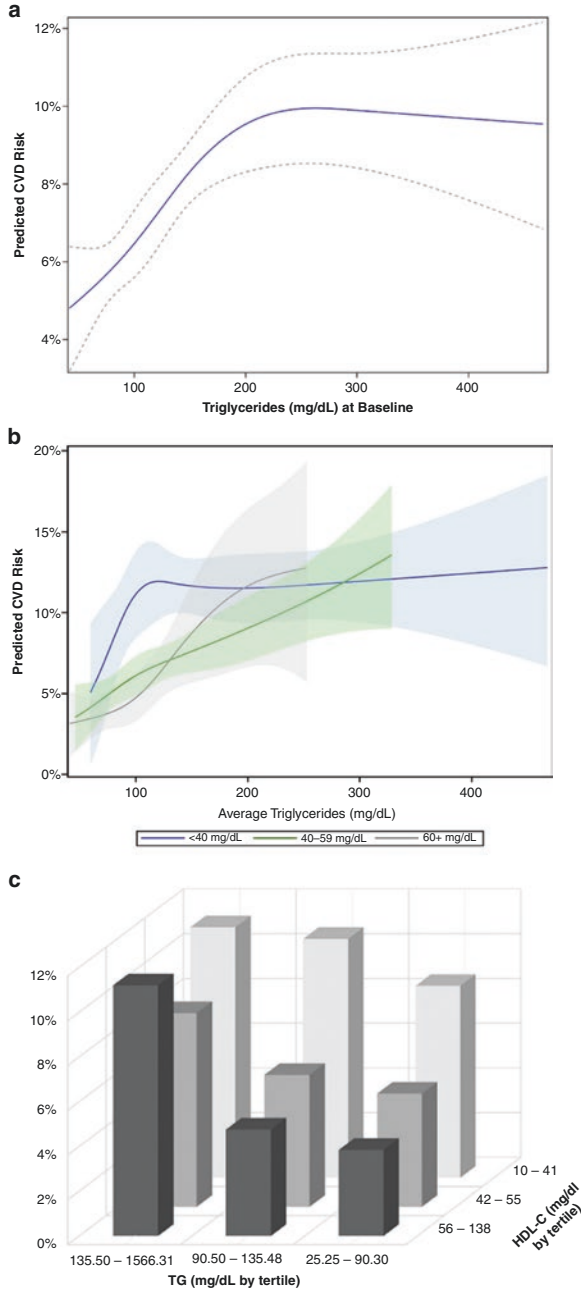 a
12%
10%
8%
6%
4%
Predicted CVD Risk
100 200 300 400
Triglycerides (mg/dL) at Baseline
b
20%
15%
10%
5%
0%
Predicted CVD Risk
100 200 300 400
Average Triglycerides (mg/dL)
<40 mg/dL 40–59 mg/dL 60+ mg/dL
c
12%
10%
8%
6%
4%
2%
0%
10 – 41
42 – 55
56 – 138
HDL-C (mg/dl
by tertile)
135.50 – 1566.31 90.50 – 135.48 25.25 – 90.30
TG (mg/dL by tertile)